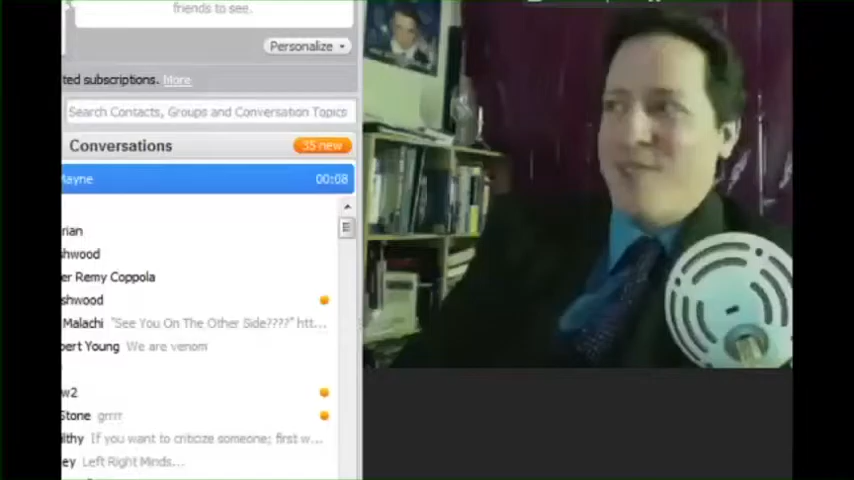 friends to see.
Personalize
ted subscriptions. More
Search Contacts, Groups and Conversation Topics
Conversations 35 new
Mayne 00:08
rian
shwood
er Remy Coppola
shwood
Malachi "See You On The Other Side????" htt...
bert Young We are venom
w2
Stone grrrr
lthy If you want to criticize someone; first w...
ey Left Right Minds...